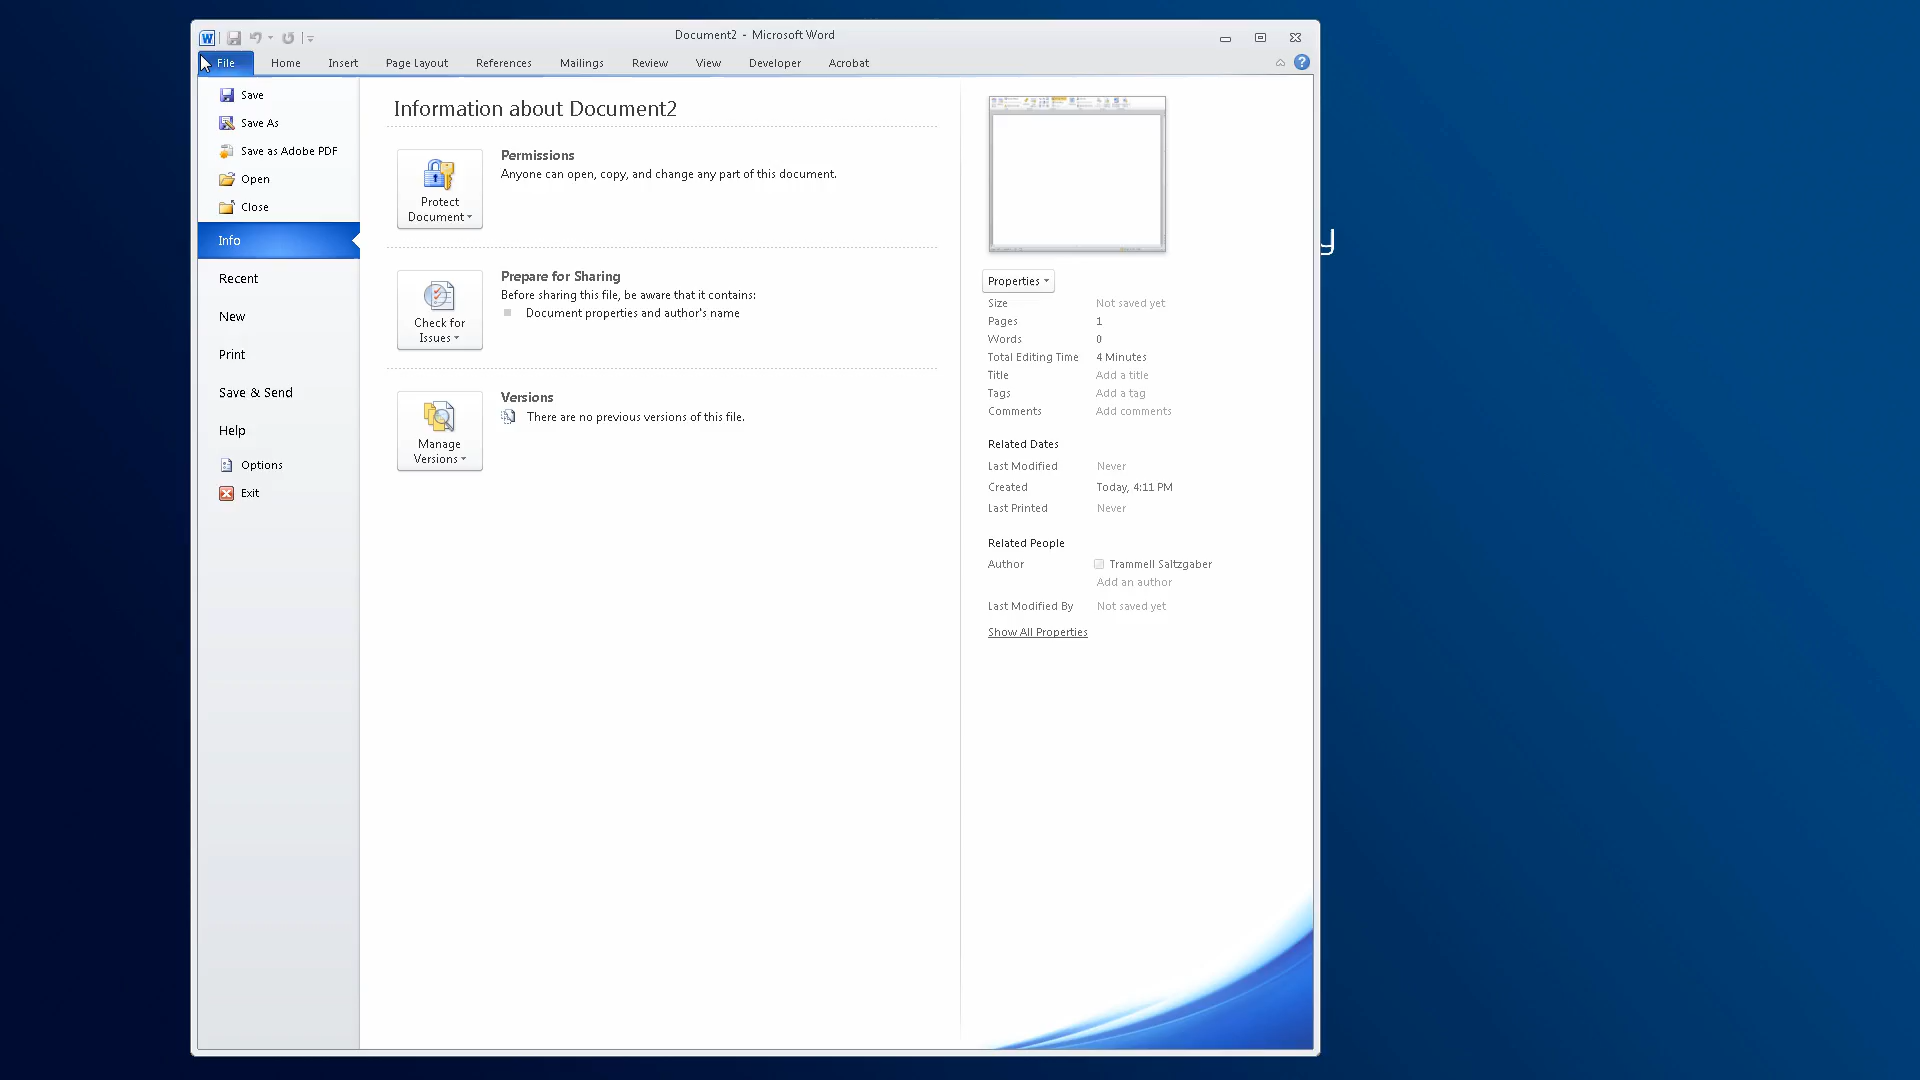 Document2 - Microsoft Word
File Home Insert Page Layout References Mailings Review View Developer Acrobat
Save
Save As
Save as Adobe PDF
Open
Close
Info
Recent
New
Print
Save & Send
Help
Options
Exit
Information about Document2
Protect Document
Permissions
Anyone can open, copy, and change any part of this document.
Check for Issues
Prepare for Sharing
Before sharing this file, be aware that it contains:
Document properties and author's name
Manage Versions
Versions
There are no previous versions of this file.
Properties
Size Not saved yet
Pages 1
Words 0
Total Editing Time 4 Minutes
Title Add a title
Tags Add a tag
Comments Add comments
Related Dates
Last Modified Never
Created Today, 4:11 PM
Last Printed Never
Related People
Author Trammell Saltzgaber
Add an author
Last Modified By Not saved yet
Show All Properties
y